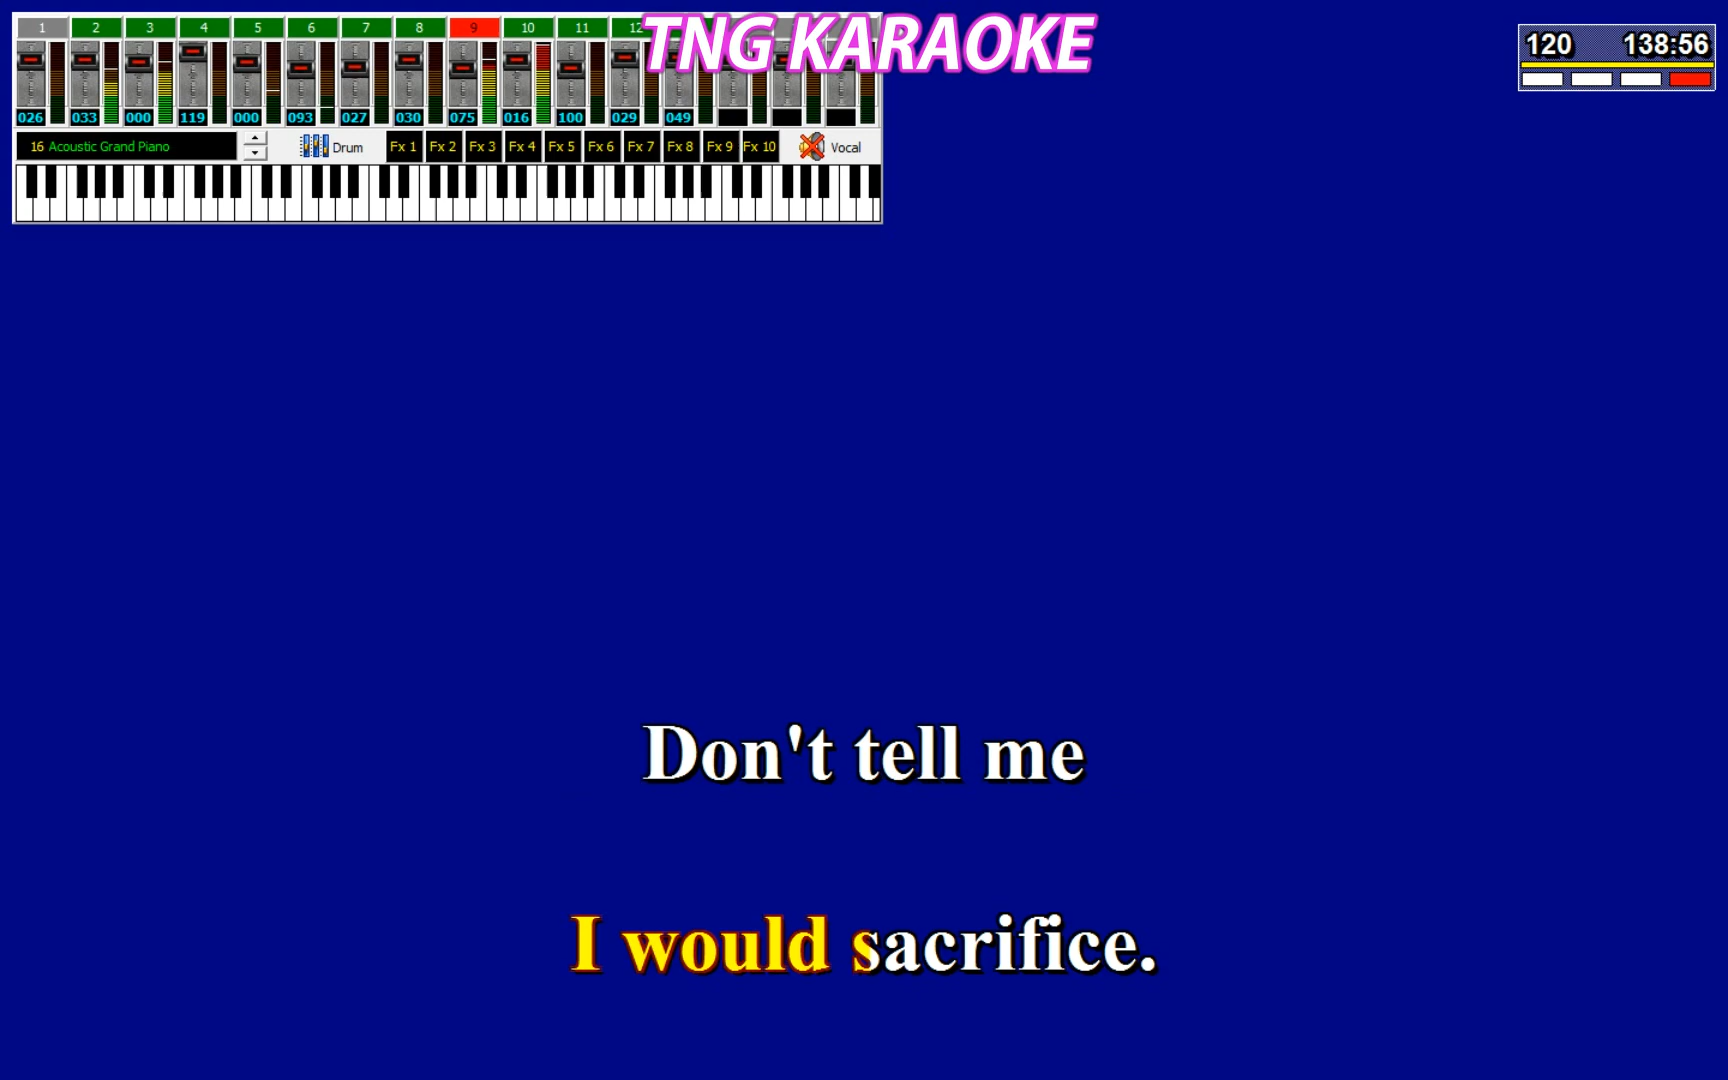 1 2 3 4 5 6 7 8 9 10 11 12
TNG KARAOKE
120 138:56
026 033 000 119 000 093 027 030 075 016 100 029 049
16 Acoustic Grand Piano Drum Fx 1 Fx 2 Fx 3 Fx 4 Fx 5 Fx 6 Fx 7 Fx 8 Fx 9 Fx 10 Vocal
Don't tell me
I would sacrifice.